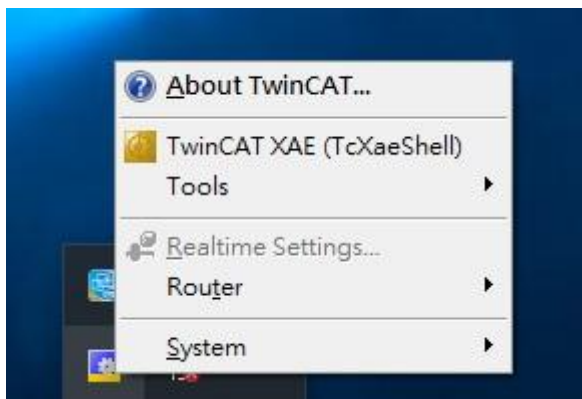 About TwinCAT...
TwinCAT XAE (TcXaeShell)
Tools
Realtime Settings...
Router
System